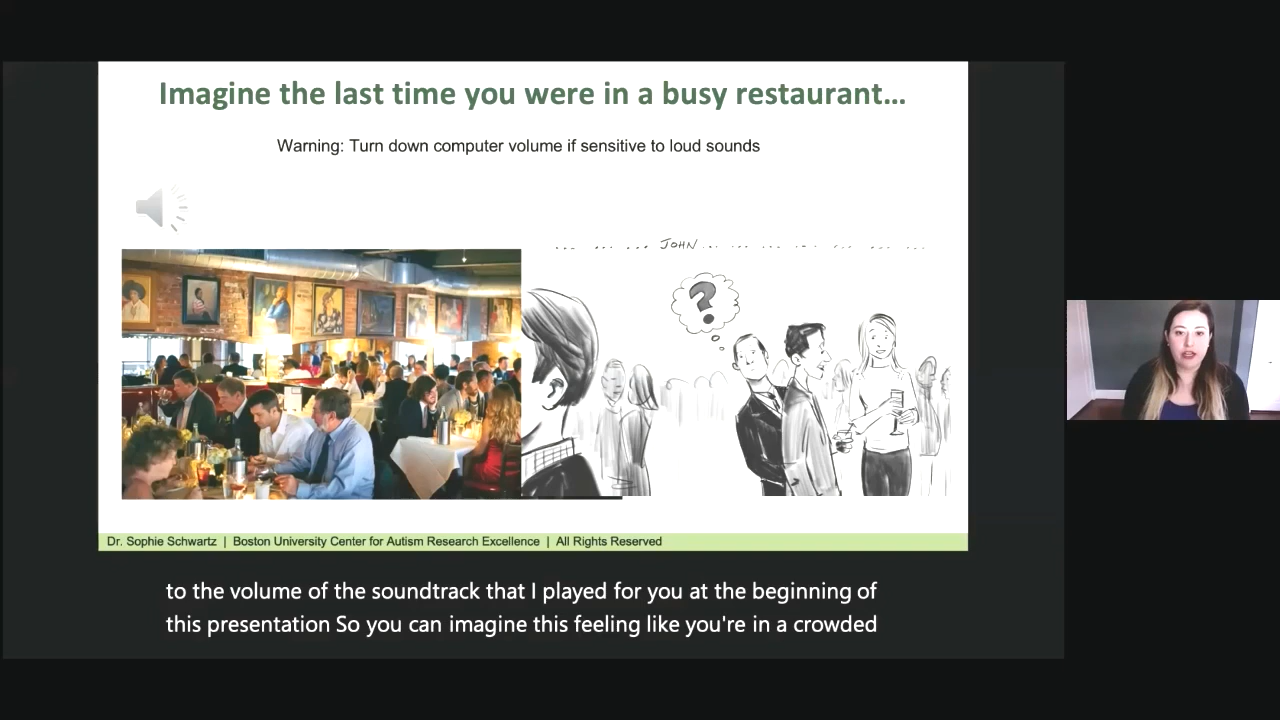 Imagine the last time you were in a busy restaurant...
Warning: Turn down computer volume if sensitive to loud sounds
JOHN
?
Dr. Sophie Schwartz | Boston University Center for Autism Research Excellence | All Rights Reserved
to the volume of the soundtrack that I played for you at the beginning of
this presentation So you can imagine this feeling like you're in a crowded